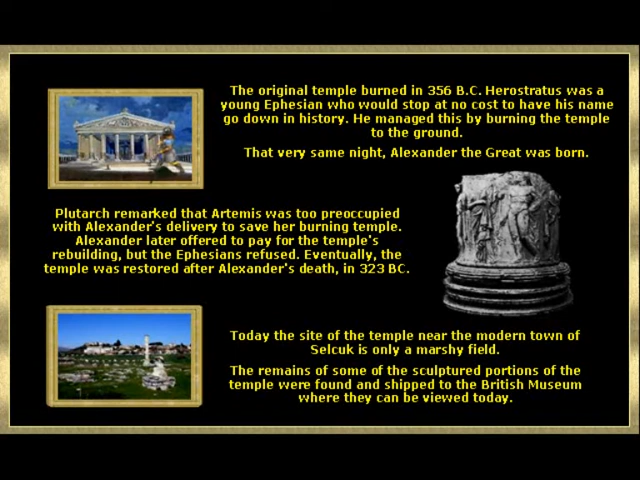 The original temple burned in 356 B.C. Herostratus was a
young Ephesian who would stop at no cost to have his name
go down in history. He managed this by burning the temple
to the ground.
That very same night, Alexander the Great was born.
Plutarch remarked that Artemis was too preoccupied
with Alexander's delivery to save her burning temple.
Alexander later offered to pay for the temple's
rebuilding, but the Ephesians refused. Eventually, the
temple was restored after Alexander's death, in 323 BC.
Today the site of the temple near the modern town of
Selcuk is only a marshy field.
The remains of some of the sculptured portions of the
temple were found and shipped to the British Museum
where they can be viewed today.